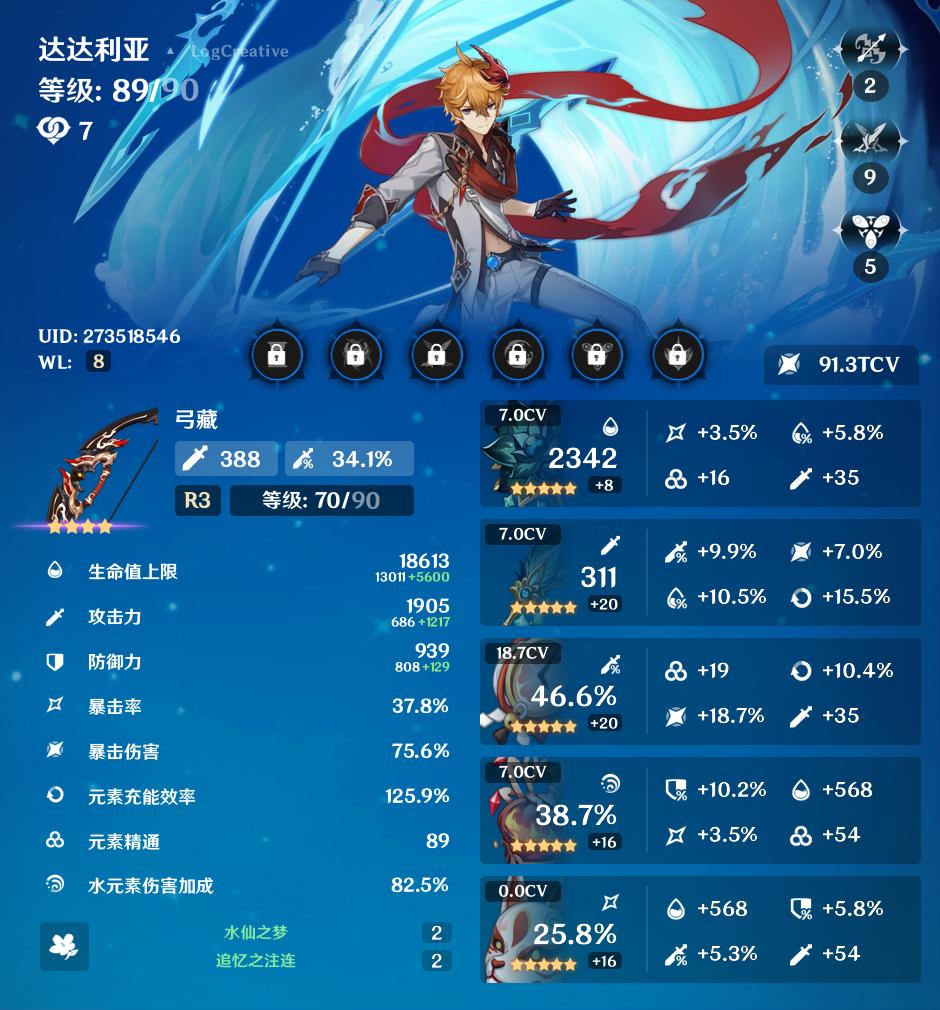 达达利亚 LogCreative
等级: 89/90
7
2
9
5
UID: 273518546
WL: 8
91.3TCV
弓藏
388 34.1%
R3 等级: 70/90
生命值上限 18613
13011+5600
攻击力 1905
686+1217
防御力 939
808+129
暴击率 37.8%
暴击伤害 75.6%
元素充能效率 125.9%
元素精通 89
水元素伤害加成 82.5%
水仙之梦 2
追忆之注连 2
7.0CV
2342
+8
+3.5% +5.8%
+16 +35
7.0CV
311
+20
+9.9% +7.0%
+10.5% +15.5%
18.7CV
46.6%
+20
+19 +10.4%
+18.7% +35
7.0CV
38.7%
+16
+10.2% +568
+3.5% +54
0.0CV
25.8%
+16
+568 +5.8%
+5.3% +54